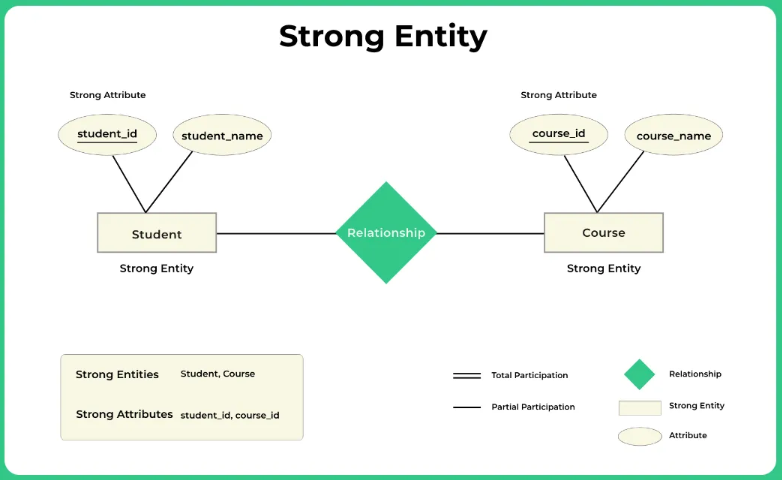 Strong Entity
Strong Attribute
Strong Attribute
student_id
student_name
course_id
course_name
Student
Relationship
Course
Strong Entity
Strong Entity
Strong Entities Student, Course
Strong Attributes student_id, course_id
Total Participation
Relationship
Partial Participation
Strong Entity
Attribute